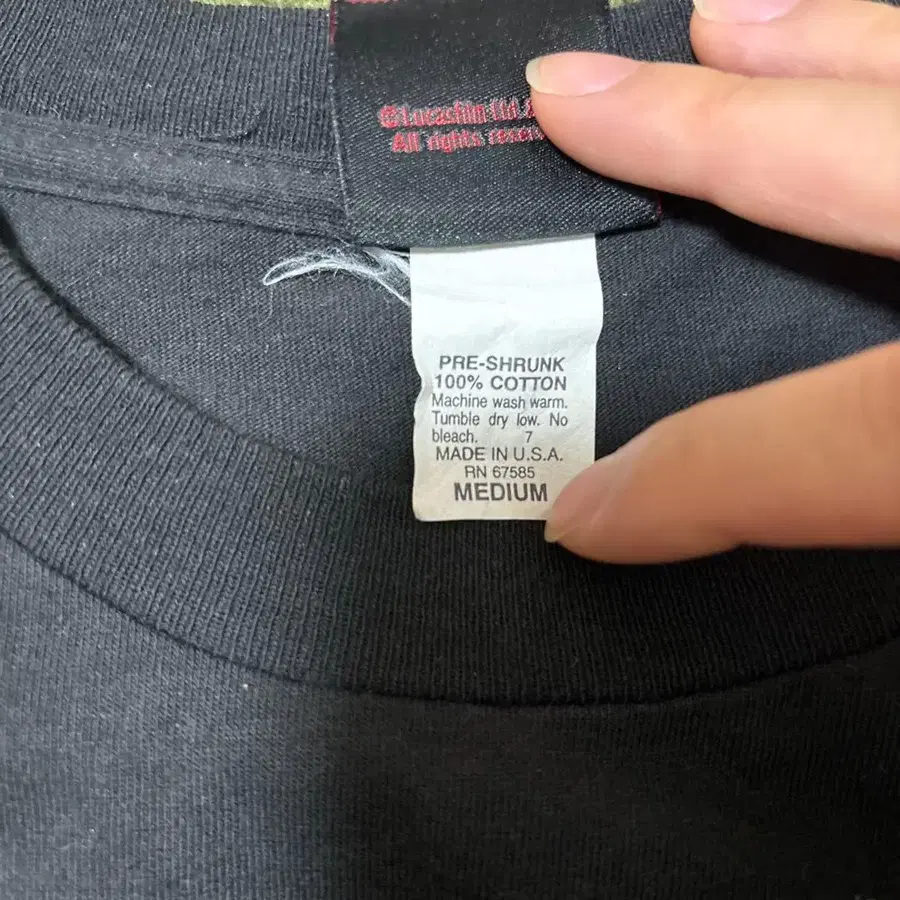 ©Lucasfilm Ltd.
All rights
PRE-SHRUNK
100% COTTON
Machine wash warm.
Tumble dry low. No
bleach. 7
MADE IN U.S.A.
RN 67585
MEDIUM